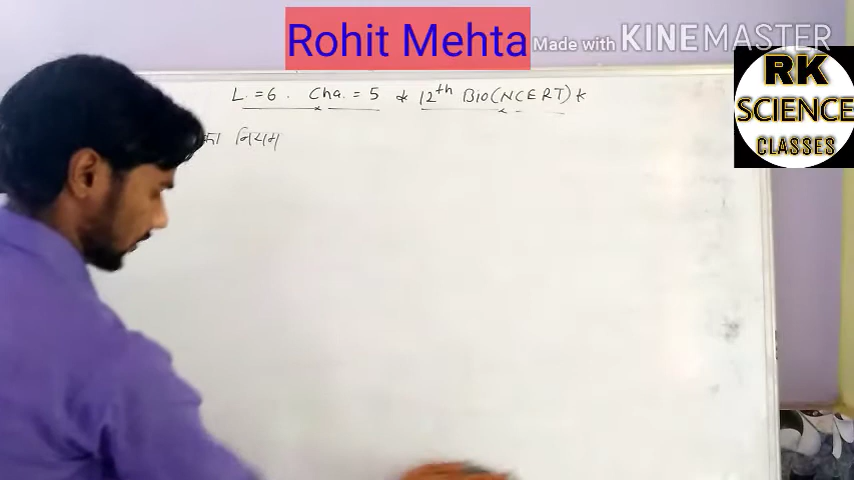 Rohit Mehta
Made with KINEMASTER
RK
SCIENCE
CLASSES
L. = 6 . Cha. = 5 * 12th Bio (NCERT) *
का नियम